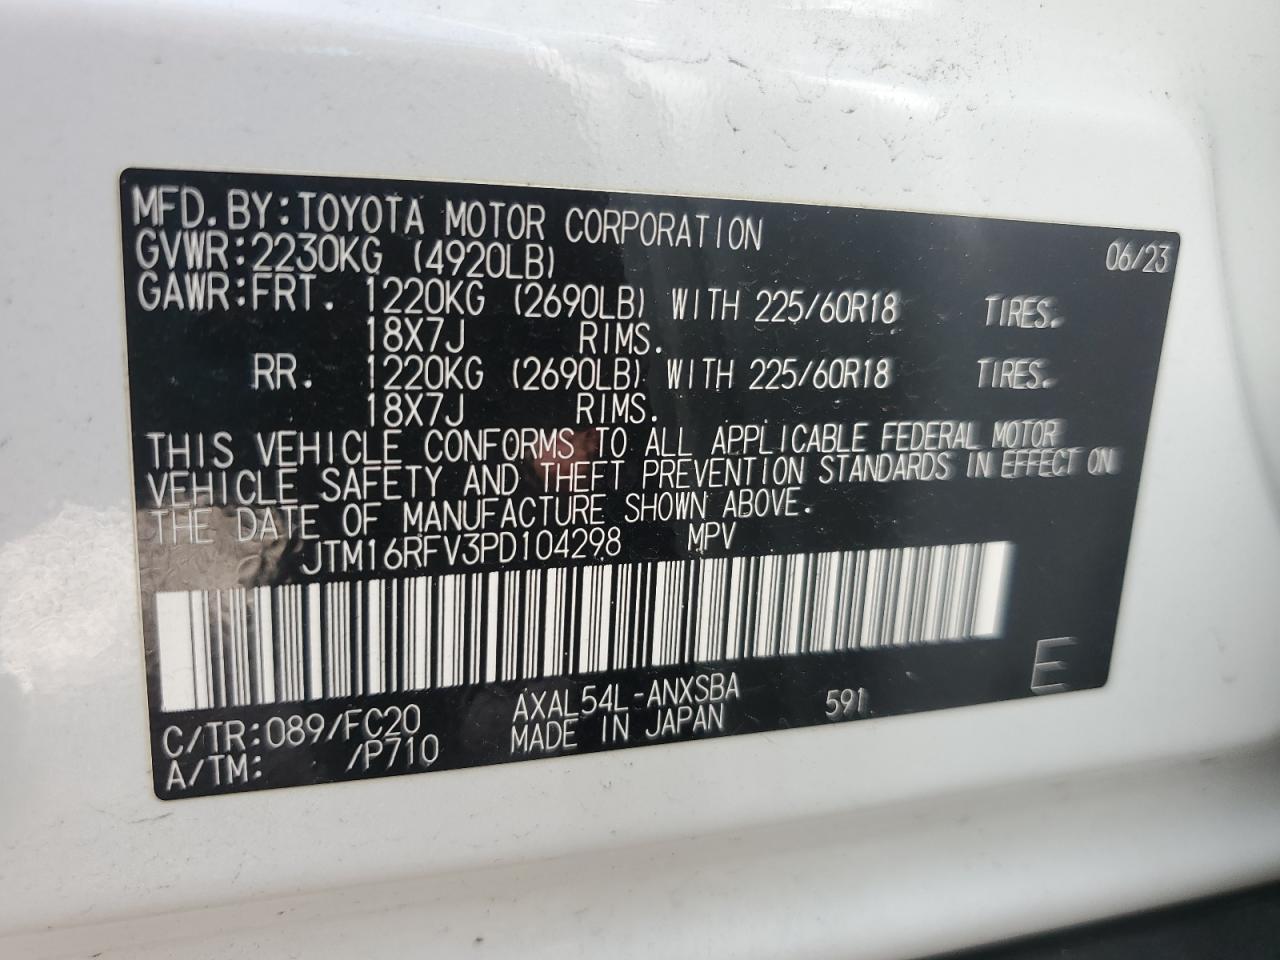 MFD.BY:TOYOTA MOTOR CORPORATION 06/23
GVWR:2230KG (4920LB)
GAWR:FRT. 1220KG (2690LB) WITH 225/60R18 TIRES.
18X7J RIMS.
RR. 1220KG (2690LB) WITH 225/60R18 TIRES.
18X7J RIMS.
THIS VEHICLE CONFORMS TO ALL APPLICABLE FEDERAL MOTOR
VEHICLE SAFETY AND THEFT PREVENTION STANDARDS IN EFFECT ON
THE DATE OF MANUFACTURE SHOWN ABOVE.
JTM16RFV3PD104298 MPV
E
C/TR:089/FC20 AXAL54L-ANXSBA 591
A/TM: /P710 MADE IN JAPAN